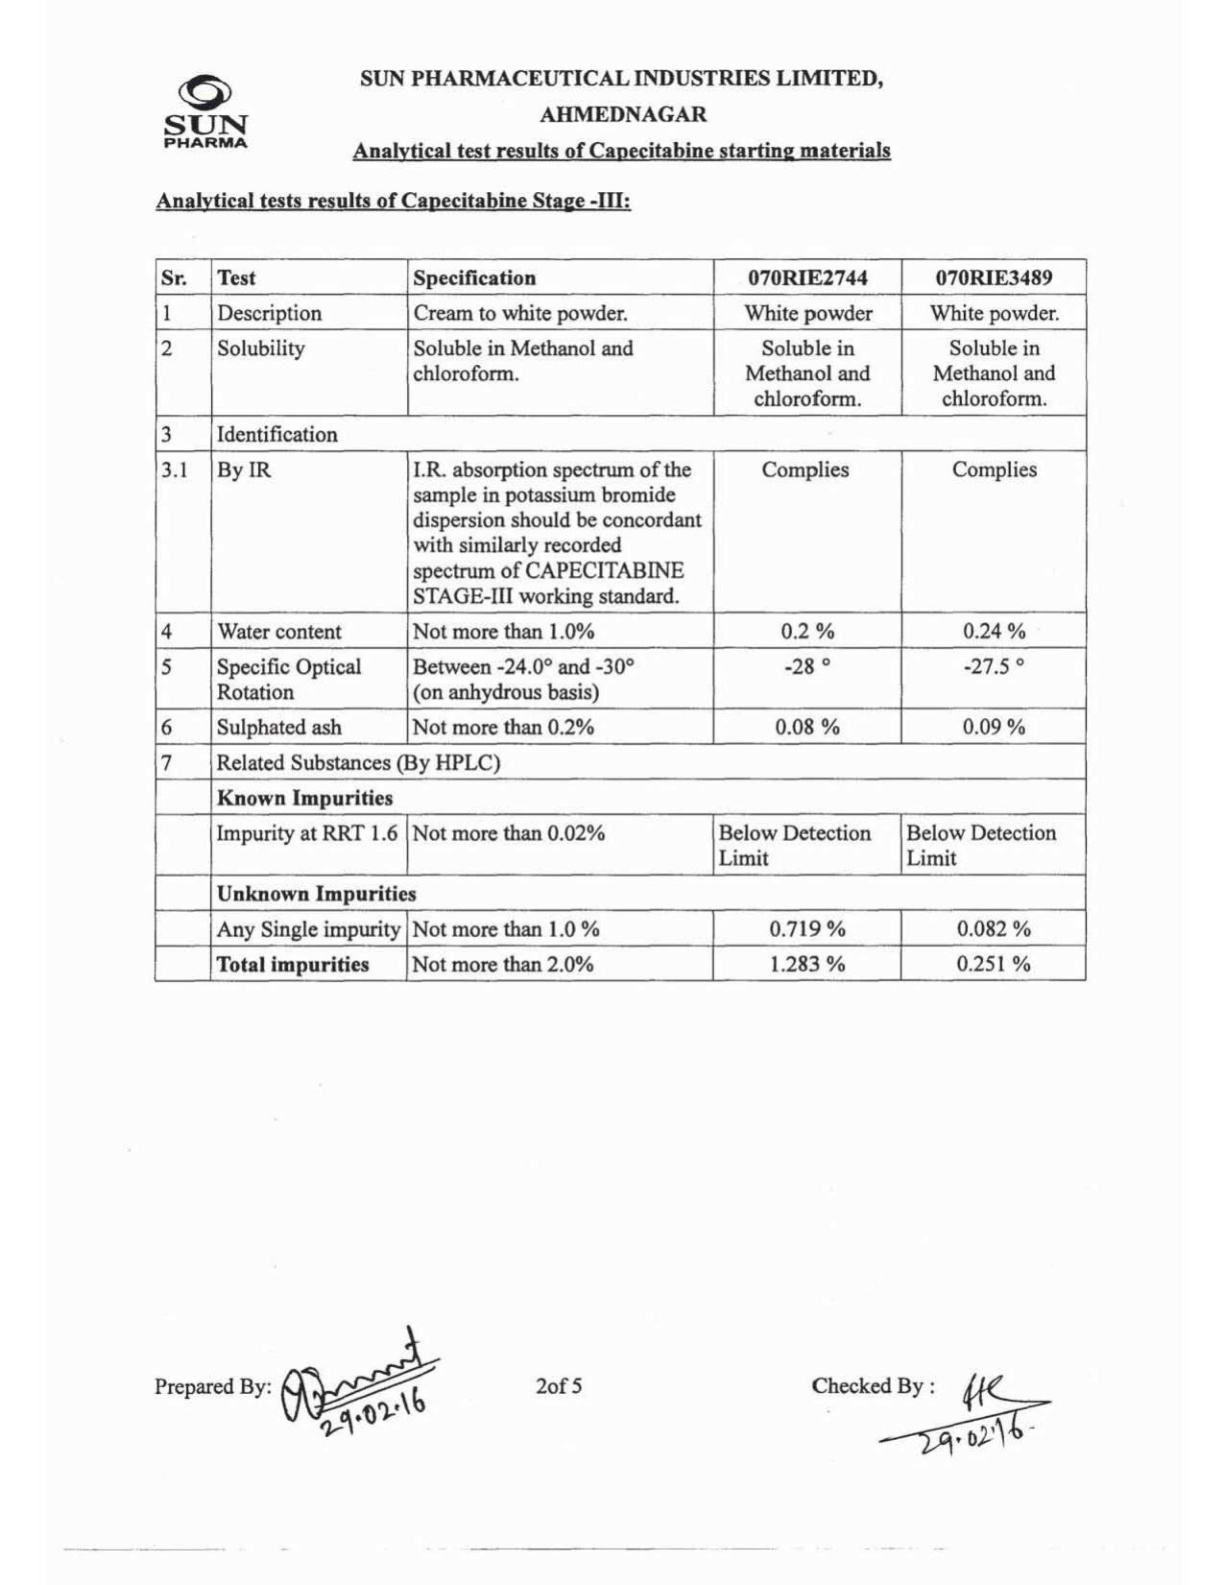 SUN PHARMACEUTICAL INDUSTRIES LIMITED,
SUN
PHARMA
AHMEDNAGAR
Analytical test results of Capecitabine starting materials
Analytical tests results of Capecitabine Stage -III:
Sr. Test Specification 070RIE2744 070RIE3489
1 Description Cream to white powder. White powder White powder.
2 Solubility Soluble in Methanol and Soluble in Soluble in
chloroform. Methanol and Methanol and
chloroform. chloroform.
3 Identification
3.1 By IR I.R. absorption spectrum of the Complies Complies
sample in potassium bromide
dispersion should be concordant
with similarly recorded
spectrum of CAPECITABINE
STAGE-III working standard.
4 Water content Not more than 1.0% 0.2 % 0.24 %
5 Specific Optical Between -24.0° and -30° -28 ° -27.5 °
Rotation (on anhydrous basis)
6 Sulphated ash Not more than 0.2% 0.08 % 0.09 %
7 Related Substances (By HPLC)
Known Impurities
Impurity at RRT 1.6 Not more than 0.02% Below Detection Below Detection
Limit Limit
Unknown Impurities
Any Single impurity Not more than 1.0 % 0.719 % 0.082 %
Total impurities Not more than 2.0% 1.283 % 0.251 %
Prepared By: 2of 5 Checked By :
29.02.16 29.02.16